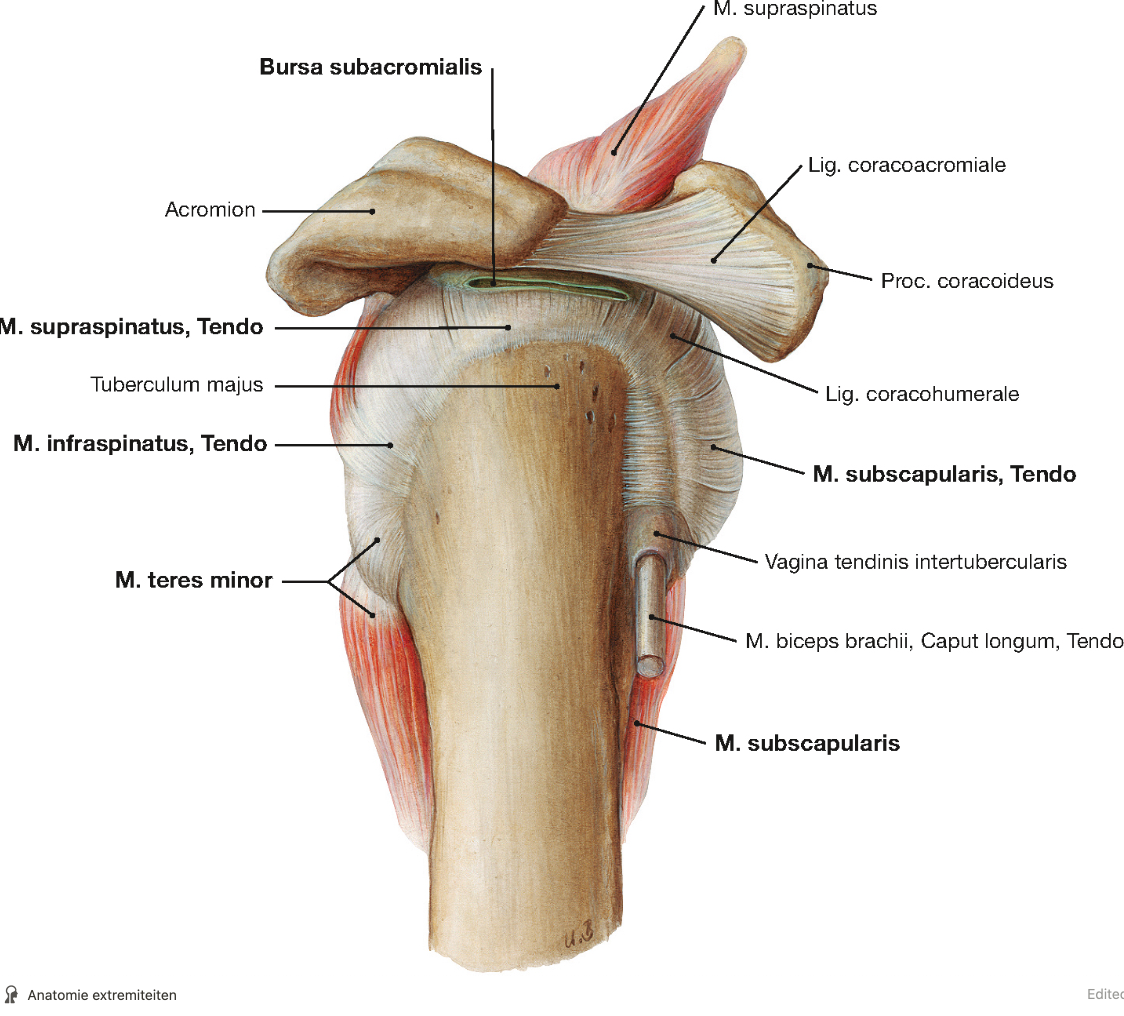 M. supraspinatus
Bursa subacromialis
Lig. coracoacromiale
Acromion
Proc. coracoideus
M. supraspinatus, Tendo
Tuberculum majus
Lig. coracohumerale
M. infraspinatus, Tendo
M. subscapularis, Tendo
Vagina tendinis intertubercularis
M. teres minor
M. biceps brachii, Caput longum, Tendo
M. subscapularis
Anatomie extremiteiten